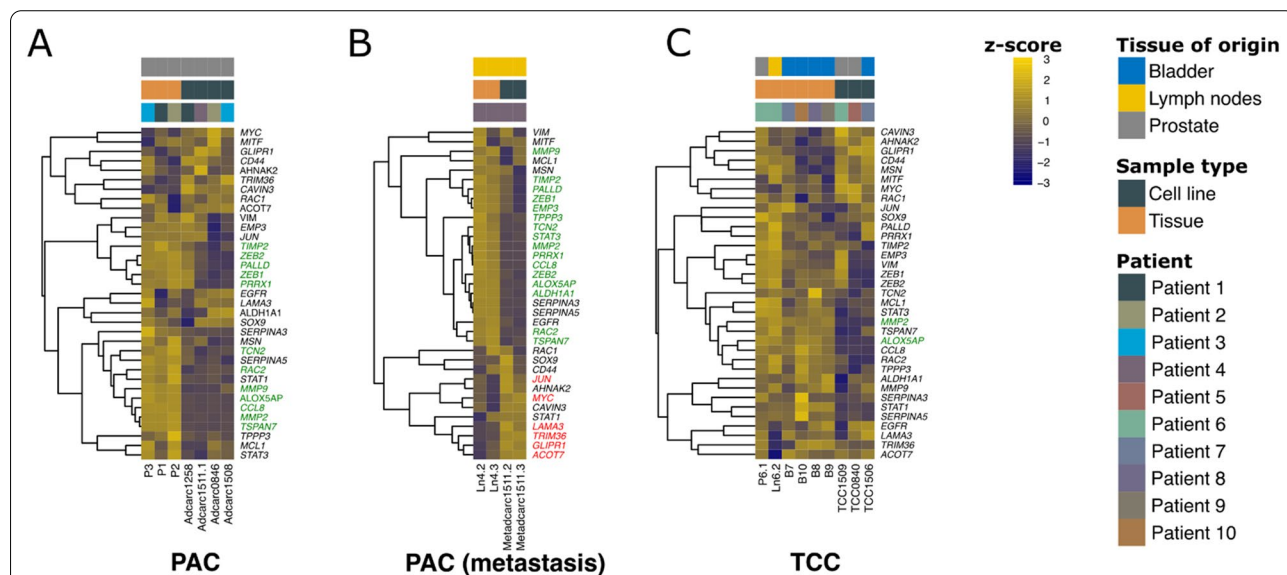 A
MYC
MITF
GLIPR1
CD44
AHNAK2
TRIM36
CAVIN3
RAC1
ACOT7
VIM
EMP3
JUN
TIMP2
ZEB2
PALLD
ZEB1
PRRX1
EGFR
LAMA3
ALDH1A1
SOX9
SERPINA3
MSN
TCN2
SERPINA5
RAC2
STAT1
MMP9
ALOX5AP
CCL8
MMP2
TSPAN7
TPPP3
MCL1
STAT3
P3
P1
P2
Adcarc1258
Adcarc1511.1
Adcarc0846
Adcarc1508
PAC
B
VIM
MITF
MMP9
MCL1
MSN
TIMP2
PALLD
ZEB1
EMP3
TPPP3
TCN2
STAT3
MMP2
PRRX1
CCL8
ZEB2
ALOX5AP
ALDH1A1
SERPINA3
SERPINA5
EGFR
RAC2
TSPAN7
RAC1
SOX9
CD44
JUN
AHNAK2
MYC
CAVIN3
STAT1
LAMA3
TRIM36
GLIPR1
ACOT7
Ln4.2
Ln4.3
Metadcarc1511.2
Metadcarc1511.3
PAC (metastasis)
C
CAVIN3
AHNAK2
GLIPR1
CD44
MSN
MITF
MYC
RAC1
JUN
SOX9
PALLD
PRRX1
TIMP2
EMP3
VIM
ZEB1
ZEB2
TCN2
MCL1
STAT3
MMP2
TSPAN7
ALOX5AP
CCL8
RAC2
TPPP3
ALDH1A1
MMP9
SERPINA3
STAT1
SERPINA5
EGFR
LAMA3
TRIM36
ACOT7
P6.1
Ln6.2
B7
B10
B8
B9
TCC1509
TCC0840
TCC1506
TCC
z-score
3
2
1
0
−1
−2
−3
Tissue of origin
Bladder
Lymph nodes
Prostate
Sample type
Cell line
Tissue
Patient
Patient 1
Patient 2
Patient 3
Patient 4
Patient 5
Patient 6
Patient 7
Patient 8
Patient 9
Patient 10